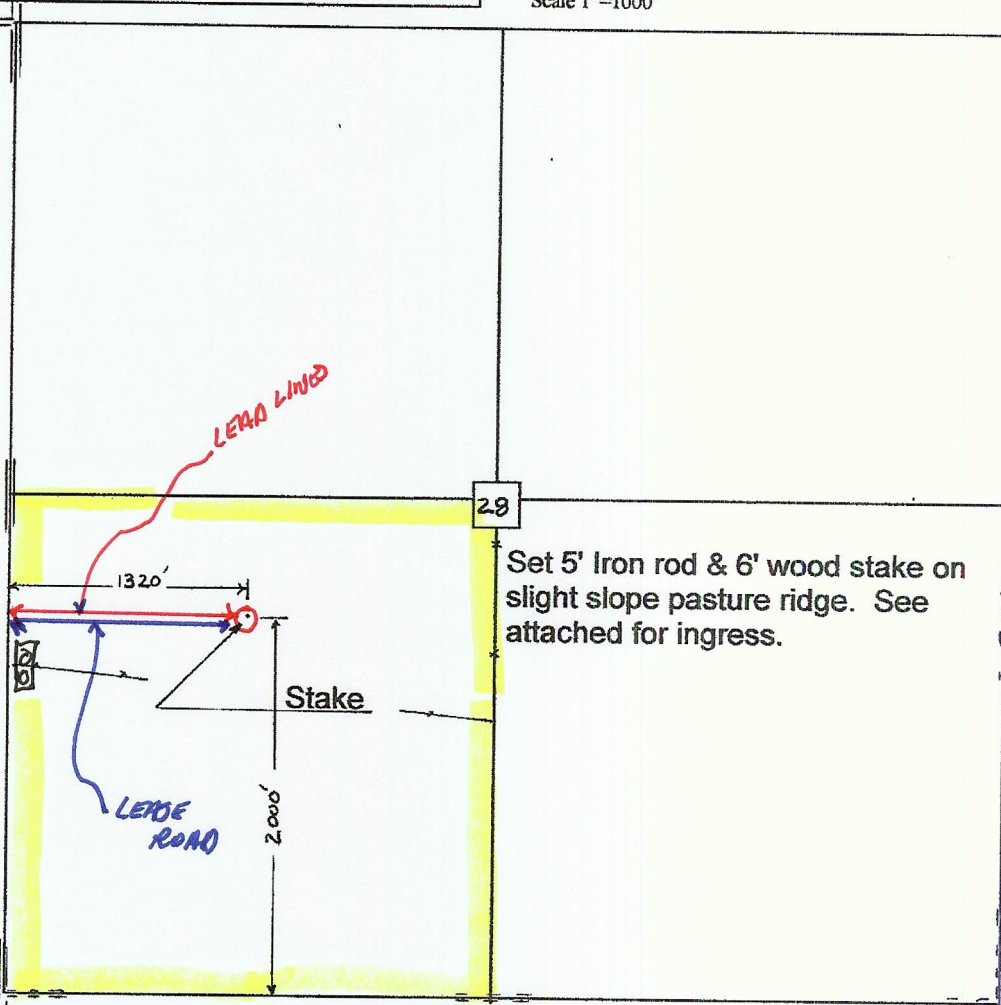 Scale 1"=1000'
LEAD LINES
28
Set 5' Iron rod & 6' wood stake on
slight slope pasture ridge. See
attached for ingress.
1320'
Stake
2000'
LEASE
ROAD